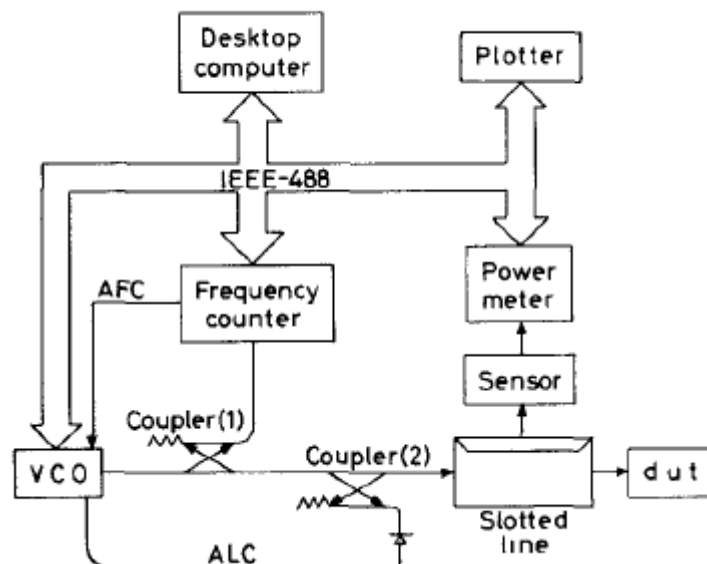 Desktop
computer
Plotter
IEEE-488
AFC
Frequency
counter
Power
meter
Sensor
Coupler(1)
Coupler(2)
VCO
dut
Slotted
line
ALC